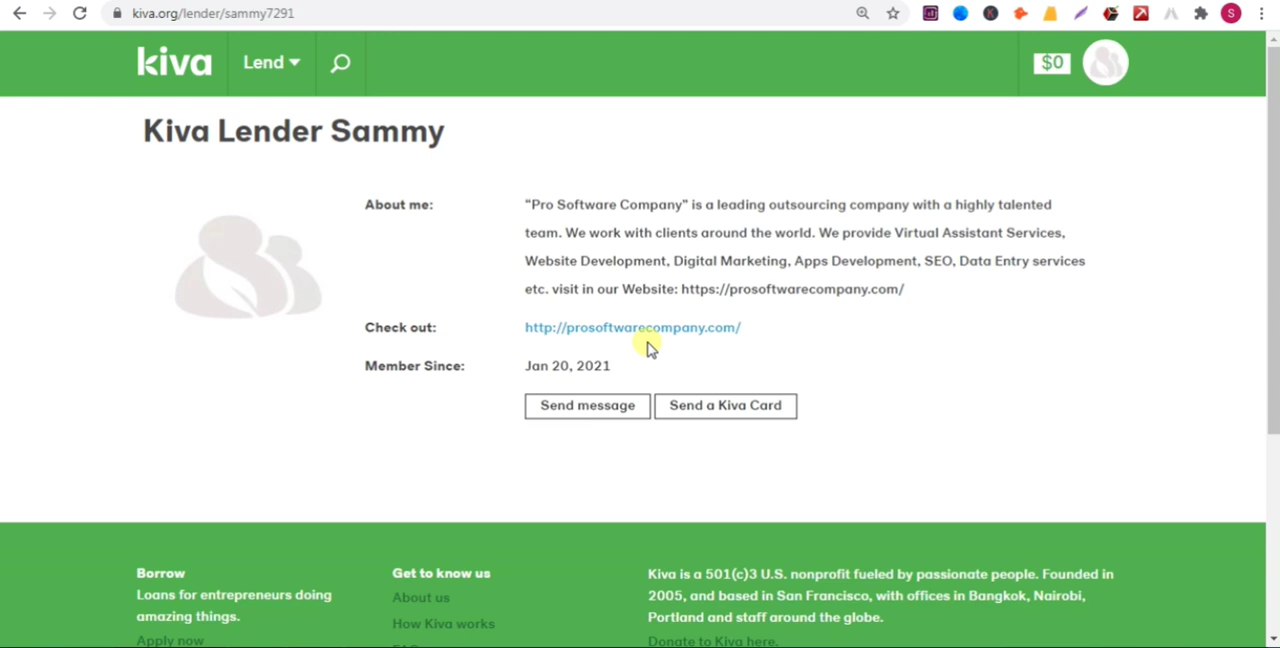 kiva.org/lender/sammy7291
S
kiva
Lend
$0
Kiva Lender Sammy
About me:
"Pro Software Company" is a leading outsourcing company with a highly talented
team. We work with clients around the world. We provide Virtual Assistant Services,
Website Development, Digital Marketing, Apps Development, SEO, Data Entry services
etc. visit in our Website: https://prosoftwarecompany.com/
Check out:
http://prosoftwarecompany.com/
Member Since:
Jan 20, 2021
Send message
Send a Kiva Card
Borrow
Loans for entrepreneurs doing
amazing things.
Apply now
Get to know us
About us
How Kiva works
Kiva is a 501(c)3 U.S. nonprofit fueled by passionate people. Founded in
2005, and based in San Francisco, with offices in Bangkok, Nairobi,
Portland and staff around the globe.
Donate to Kiva here.